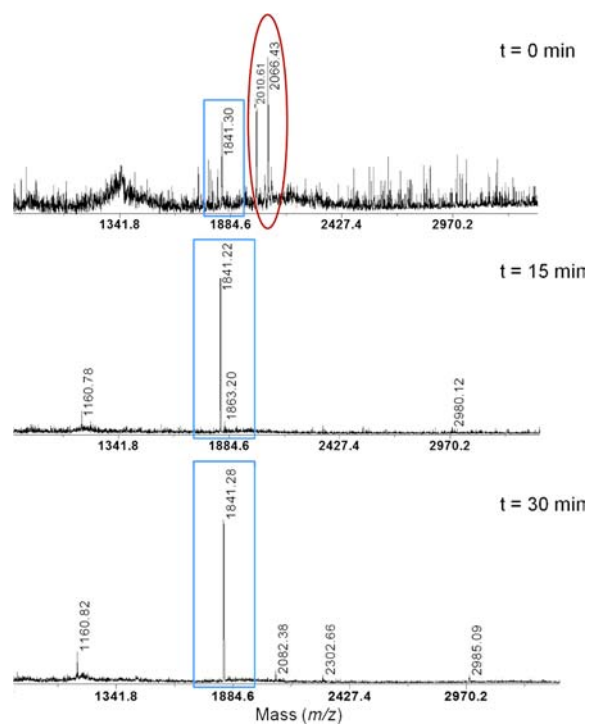 t = 0 min
1841.30
2010.61
2066.43
1341.8 1884.6 2427.4 2970.2
t = 15 min
1160.78
1841.22
1863.20
2980.12
1341.8 1884.6 2427.4 2970.2
t = 30 min
1160.82
1841.28
2082.38
2302.66
2985.09
1341.8 1884.6 2427.4 2970.2
Mass (m/z)